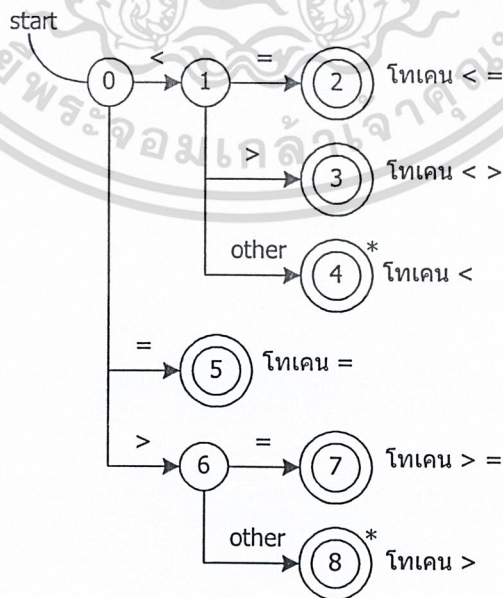 start
0 < 1 = 2 โทเคน < =
> 3 โทเคน < >
other 4 * โทเคน <
= 5 โทเคน =
> 6 = 7 โทเคน > =
other 8 * โทเคน >